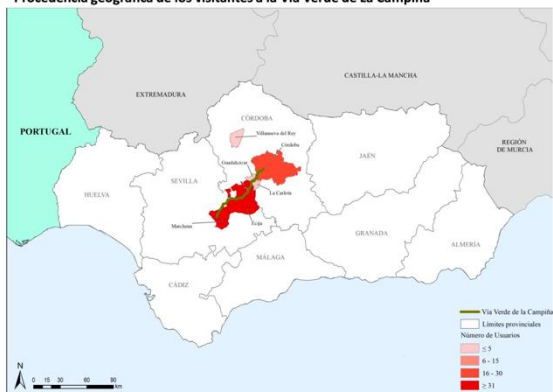 Procedencia geográfica de los visitantes a la Vía Verde de La Campiña
CASTILLA-LA MANCHA
EXTREMADURA
CÓRDOBA
PORTUGAL
Villanueva del Rey
Córdoba
REGIÓN
DE MURCIA
Guadalcázar
JAÉN
SEVILLA
HUELVA
La Carlota
Marchena
Écija
GRANADA
ALMERÍA
MÁLAGA
CÁDIZ
Vía Verde de la Campiña
Límites provinciales
Número de Usuarios
≤ 5
6 - 15
16 - 30
≥ 31
N
0 15 30 60 90
km